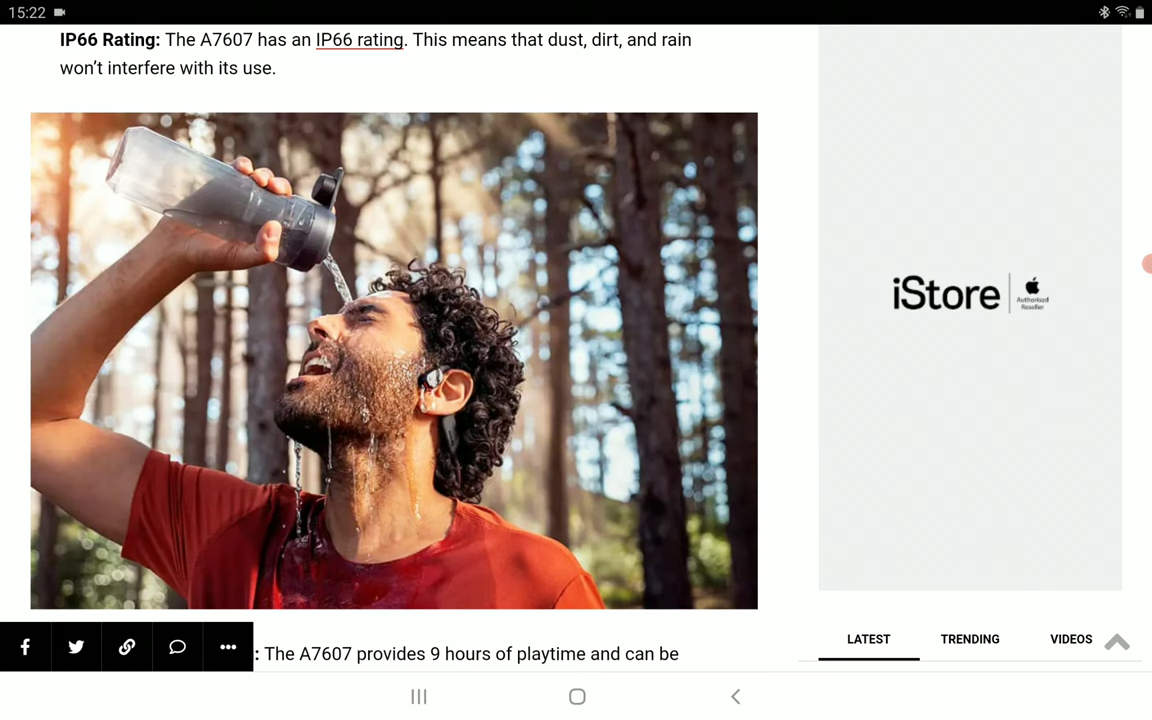 15:22
IP66 Rating: The A7607 has an IP66 rating. This means that dust, dirt, and rain
won’t interfere with its use.
iStore
Authorised
Reseller
: The A7607 provides 9 hours of playtime and can be
LATEST TRENDING VIDEOS